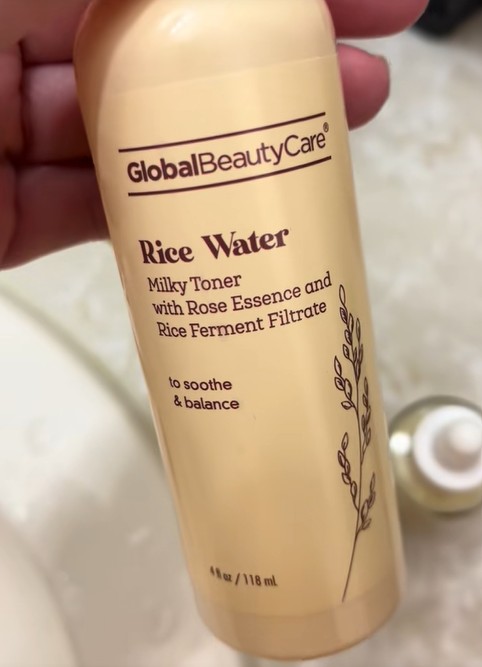 GlobalBeautyCare®
Rice Water
Milky Toner
with Rose Essence and
Rice Ferment Filtrate
to soothe
& balance
4 fl oz / 118 mL